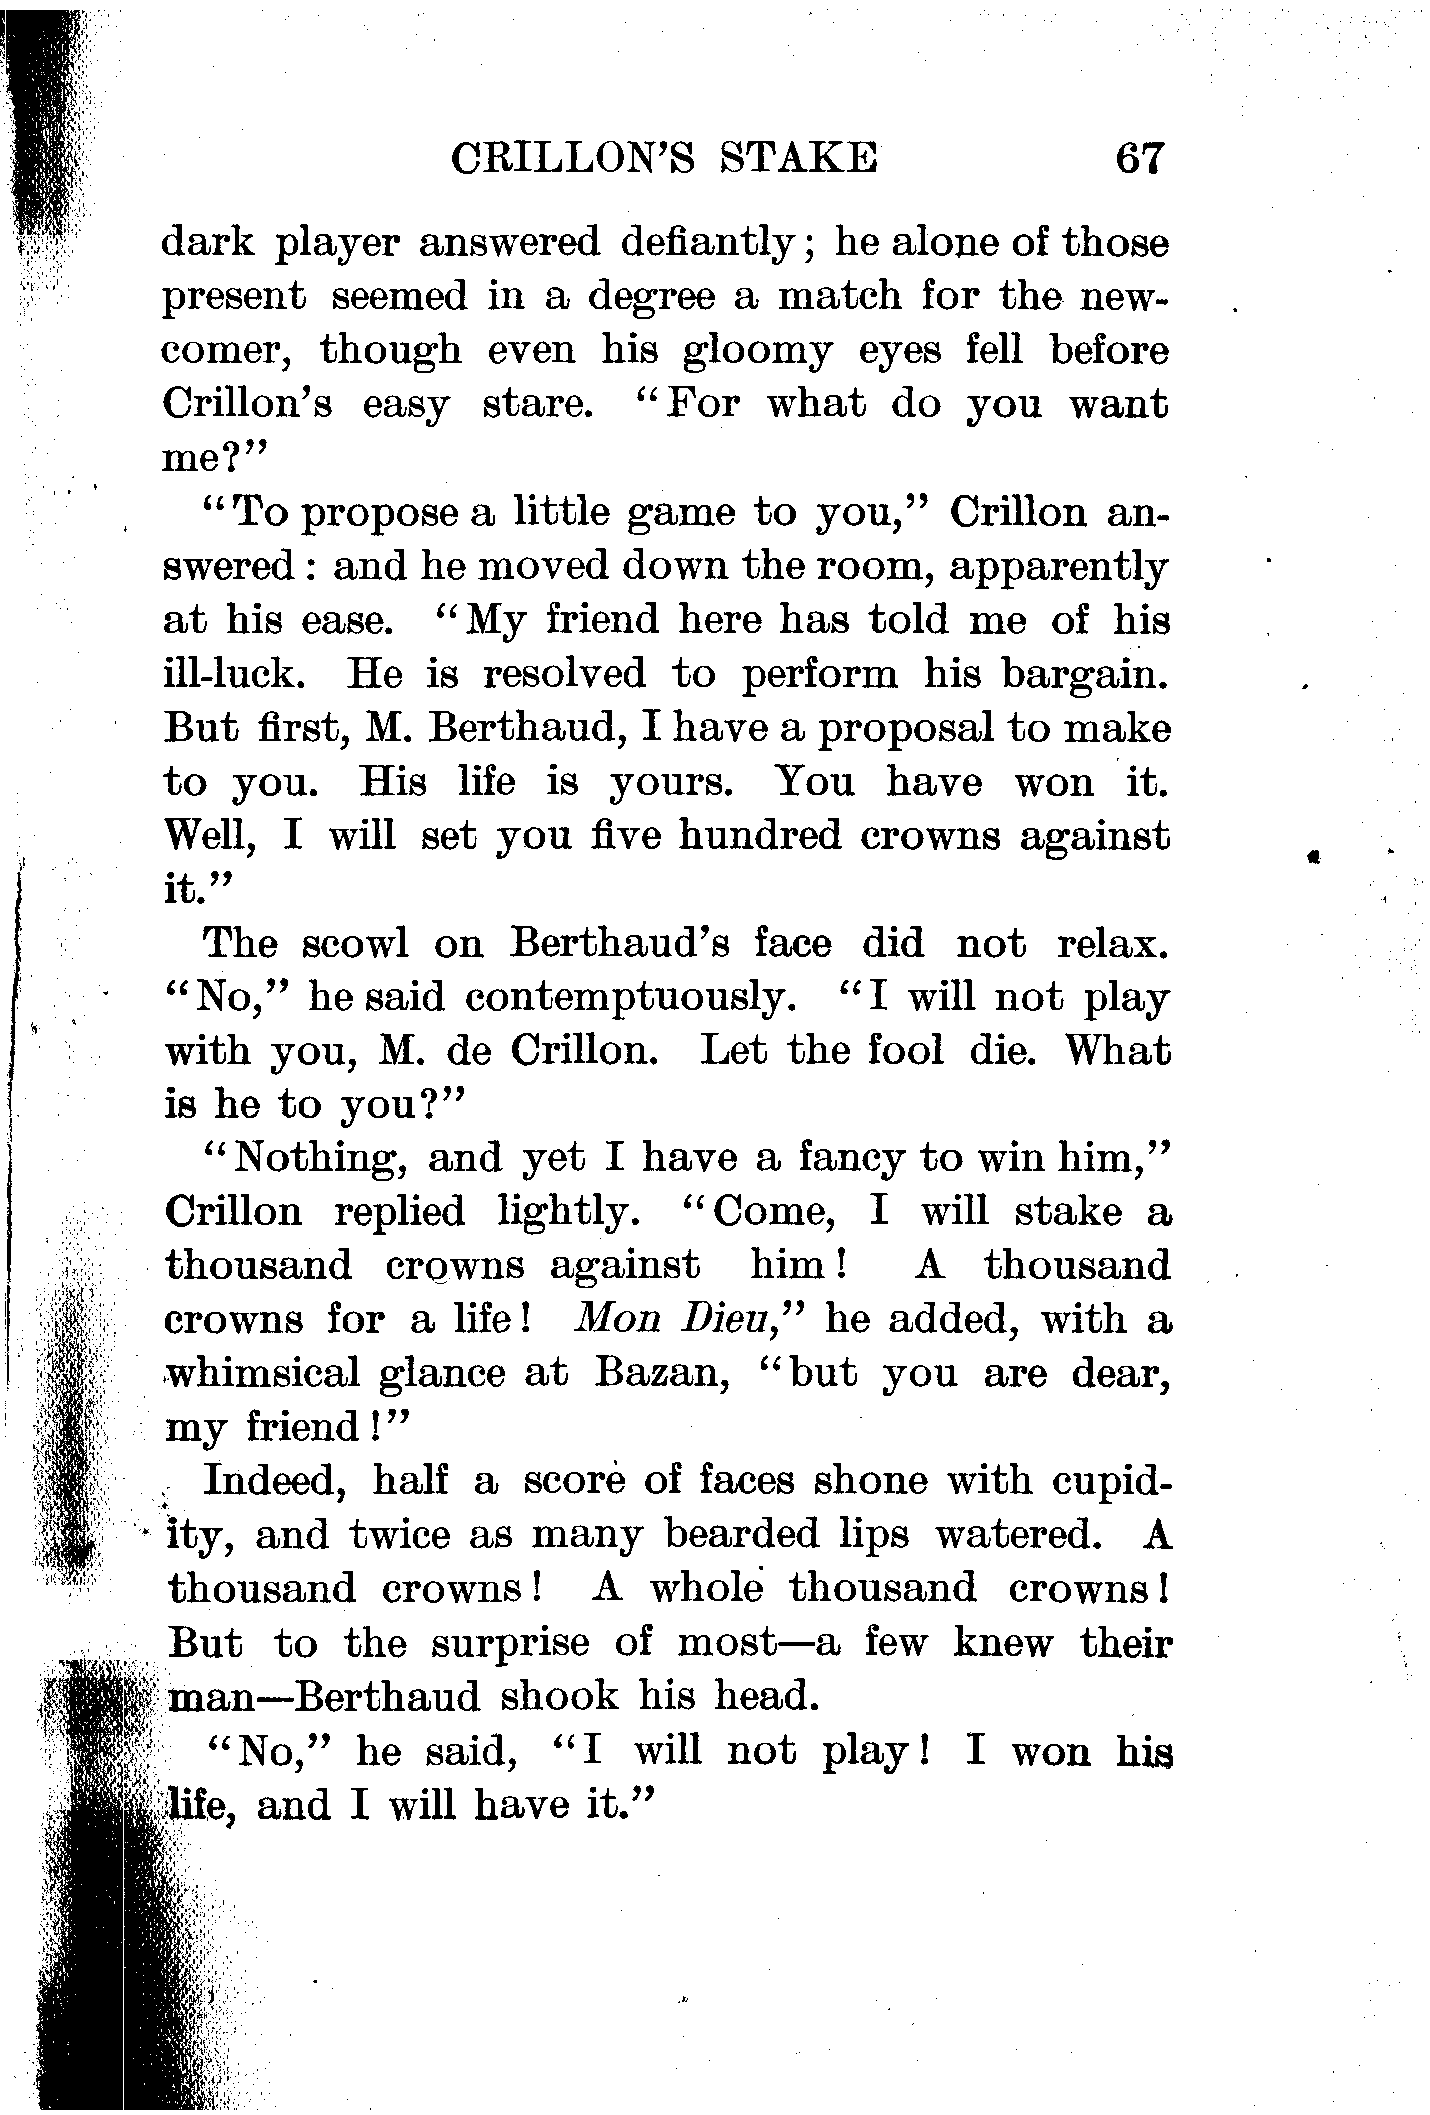 CRILLON'S STAKE 67
dark player answered defiantly; he alone of those
present seemed in a degree a match for the new-
comer, though even his gloomy eyes fell before
Crillon's easy stare. "For what do you want
me?"
"To propose a little game to you," Crillon an-
swered: and he moved down the room, apparently
at his ease. "My friend here has told me of his
ill-luck. He is resolved to perform his bargain.
But first, M. Berthaud, I have a proposal to make
to you. His life is yours. You have won it.
Well, I will set you five hundred crowns against
it."
The scowl on Berthaud's face did not relax.
"No," he said contemptuously. "I will not play
with you, M. de Crillon. Let the fool die. What
is he to you?"
"Nothing, and yet I have a fancy to win him,"
Crillon replied lightly. "Come, I will stake a
thousand crowns against him! A thousand
crowns for a life! Mon Dieu," he added, with a
whimsical glance at Bazan, "but you are dear,
my friend!"
Indeed, half a score of faces shone with cupid-
ity, and twice as many bearded lips watered. A
thousand crowns! A whole thousand crowns!
But to the surprise of most—a few knew their
man—Berthaud shook his head.
"No," he said, "I will not play! I won his
life, and I will have it."